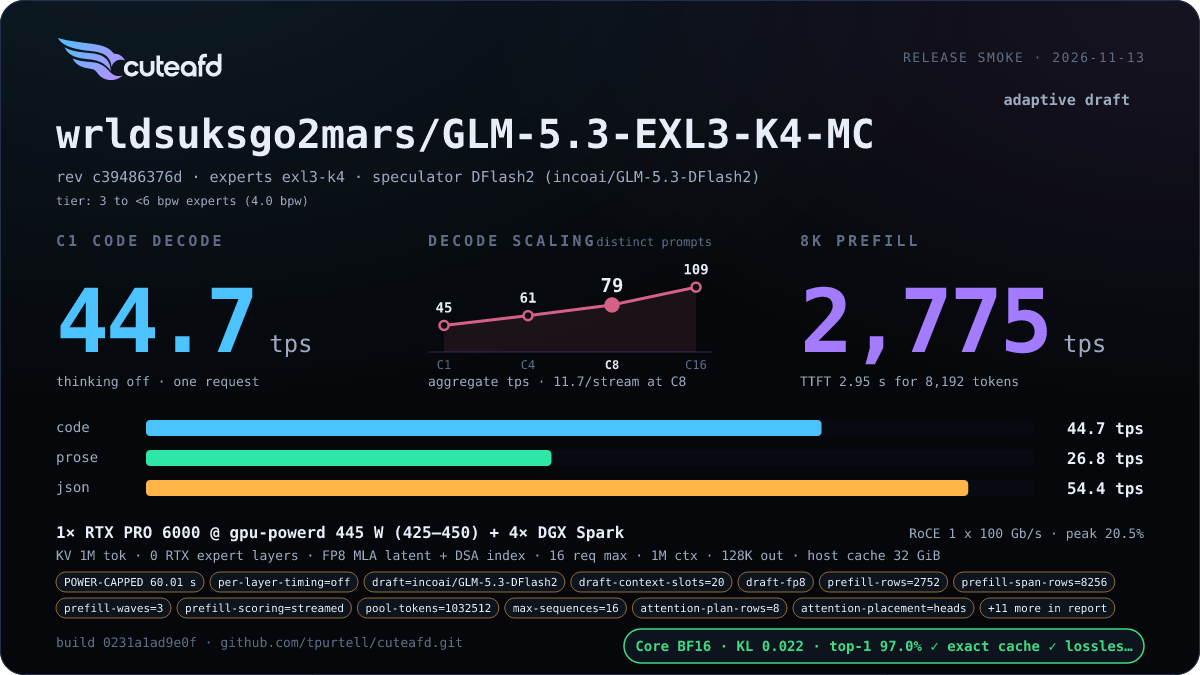 cuteafd
RELEASE SMOKE · 2026-11-13
adaptive draft
wrldsuksgo2mars/GLM-5.3-EXL3-K4-MC
rev c39486376d · experts exl3-k4 · speculator DFlash2 (incoai/GLM-5.3-DFlash2)
tier: 3 to <6 bpw experts (4.0 bpw)
C1 CODE DECODE
44.7 tps
thinking off · one request
DECODE SCALING distinct prompts
45 61 79 109
C1 C4 C8 C16
aggregate tps · 11.7/stream at C8
8K PREFILL
2,775 tps
TTFT 2.95 s for 8,192 tokens
code 44.7 tps
prose 26.8 tps
json 54.4 tps
1× RTX PRO 6000 @ gpu-powerd 445 W (425–450) + 4× DGX Spark
RoCE 1 x 100 Gb/s · peak 20.5%
KV 1M tok · 0 RTX expert layers · FP8 MLA latent + DSA index · 16 req max · 1M ctx · 128K out · host cache 32 GiB
POWER-CAPPED 60.01 s per-layer-timing=off draft=incoai/GLM-5.3-DFlash2 draft-context-slots=20 draft-fp8 prefill-rows=2752 prefill-span-rows=8256
prefill-waves=3 prefill-scoring=streamed pool-tokens=1032512 max-sequences=16 attention-plan-rows=8 attention-placement=heads +11 more in report
build 0231a1ad9e0f · github.com/tpurtell/cuteafd.git
Core BF16 · KL 0.022 · top-1 97.0% ✓ exact cache ✓ lossles…